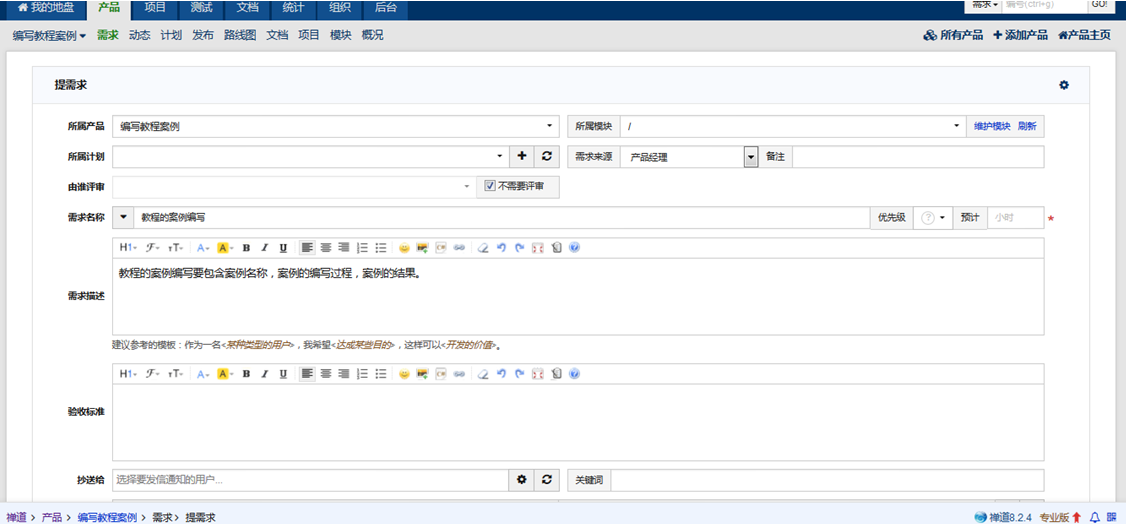 我的地盘 产品 项目 测试 文档 统计 组织 后台 需求 编号(ctrl+g) GO!
编写教程案例 需求 动态 计划 发布 路线图 文档 项目 模块 概况 所有产品 添加产品 产品主页
提需求
所属产品 编写教程案例 所属模块 / 维护模块 刷新
所属计划 需求来源 产品经理 备注
由谁评审 不需要评审
需求名称 教程的案例编写 优先级 ? 预计 小时 *
H1 F TT A A B I U
需求描述 教程的案例编写要包含案例名称，案例的编写过程，案例的结果。
建议参考的模板：作为一名<某种类型的用户>，我希望<达成某些目的>，这样可以<开发的价值>。
H1 F TT A A B I U
验收标准
抄送给 选择要发信通知的用户... 关键词
禅道 > 产品 > 编写教程案例 > 需求 > 提需求 禅道8.2.4 专业版